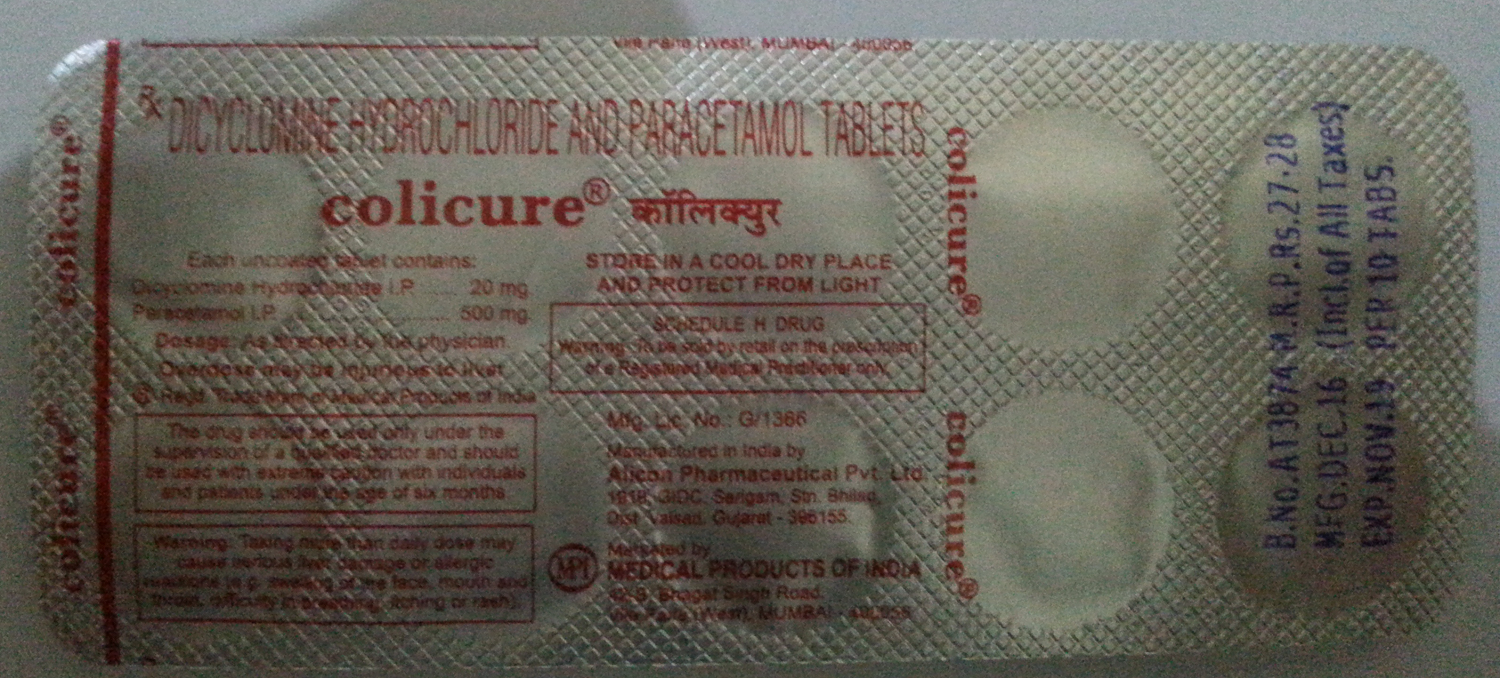 Vile Parle (West), MUMBAI - 400056
Rx DICYCLOMINE HYDROCHLORIDE AND PARACETAMOL TABLETS
colicure® कॉलिक्युर
Each uncoated tablet contains:
Dicyclomine Hydrochloride I.P. .... 20 mg
Paracetamol I.P. .......................... 500 mg
Dosage: As directed by the physician.
Overdose may be injurious to liver
® Regd. Trademark of Medical Products of India
The drug should be used only under the
supervision of a qualified doctor and should
be used with extreme caution with individuals
and patients under the age of six months
Warning: Taking more than daily dose may
cause serious liver damage or allergic
reactions (e.g. swelling of the face, mouth and
throat, difficulty in breathing, itching or rash).
STORE IN A COOL DRY PLACE
AND PROTECT FROM LIGHT
SCHEDULE H DRUG
Warning: To be sold by retail on the prescription
of a Registered Medical Practitioner only.
Mfg. Lic. No.: G/1366
Manufactured in India by
Pharmaceutical Pvt. Ltd.
GIDC, Sarigam, Stn. Bhilad,
Dist. Valsad, Gujarat - 396155.
Marketed by
MPI MEDICAL PRODUCTS OF INDIA
Bhagat Singh Road,
Vile Parle (West), MUMBAI - 400056
colicure®
colicure®
colicure®
colicure®
B.No.AT387A M.R.P.Rs.27.28
MFG.DEC.16 (Incl.of All Taxes)
EXP.NOV.19 PER 10 TABS.